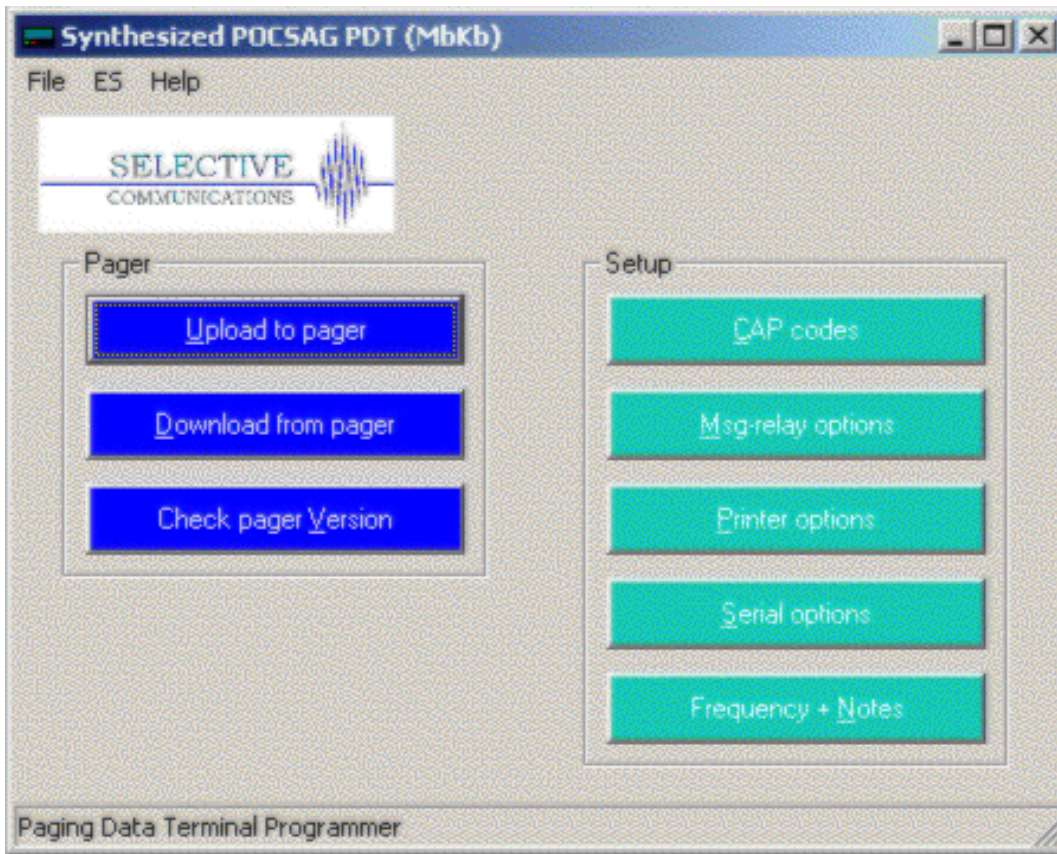 Synthesized POCSAG PDT (MbKb)
File ES Help
SELECTIVE
COMMUNICATIONS
Pager
Upload to pager
Download from pager
Check pager Version
Setup
CAP codes
Msg-relay options
Printer options
Serial options
Frequency + Notes
Paging Data Terminal Programmer